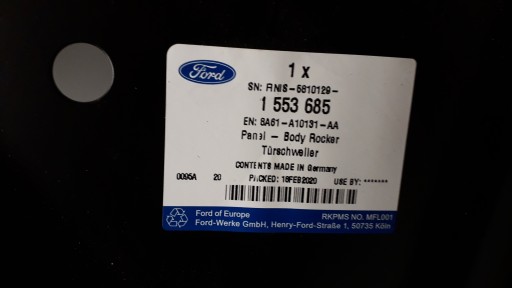 Ford
1 x
SN: FINIS-6810129-
1 553 685
EN: 8A61-A10131-AA
Panel - Body Rocker
Türschweller
CONTENTS MADE IN Germany
0095A 20 PACKED: 18FEB2020 USE BY: *******
Ford of Europe RKPMS NO. MFL001
Ford-Werke GmbH, Henry-Ford-Straße 1, 50735 Köln